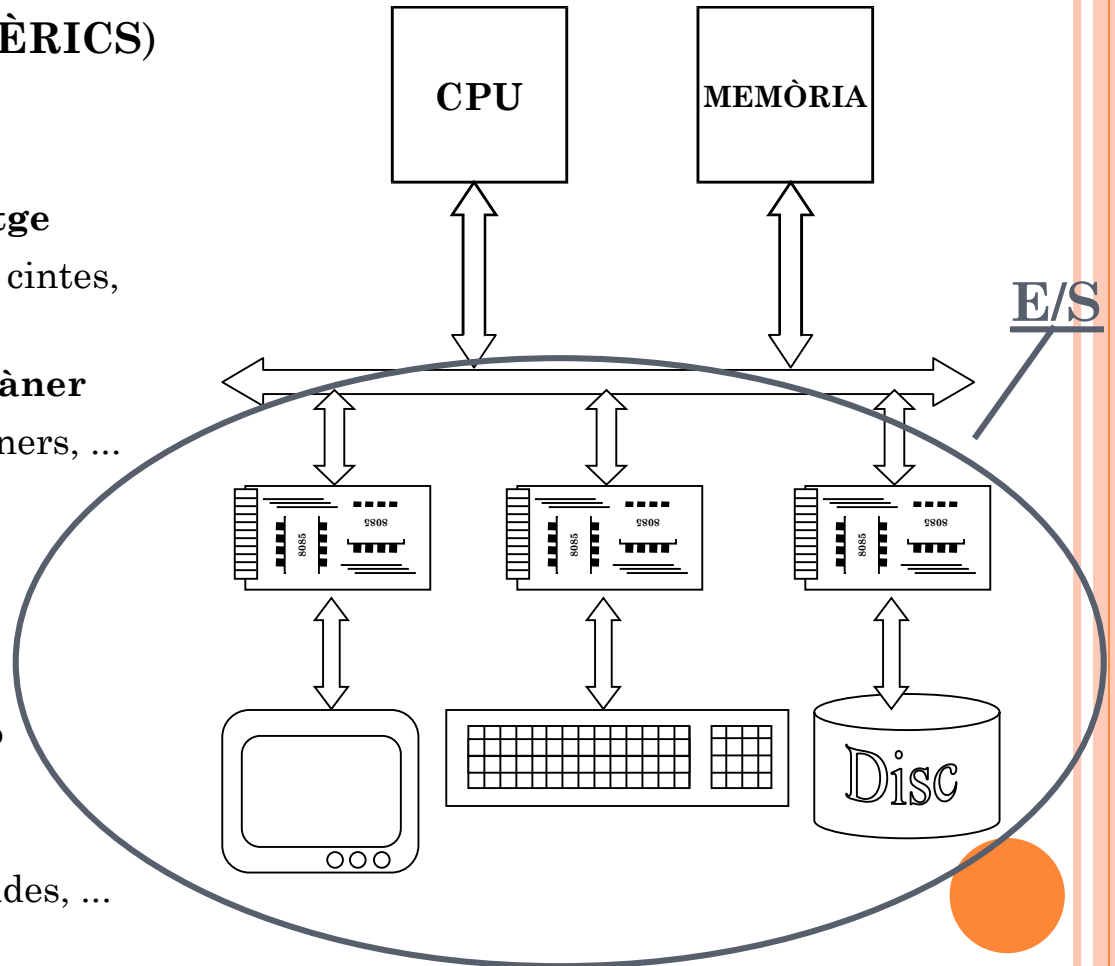 ÈRICS)
CPU
MEMÒRIA
tge
cintes,
E/S
àner
ners, ...
8085
8085
8085
8085
8085
8085
Disc
des, ...